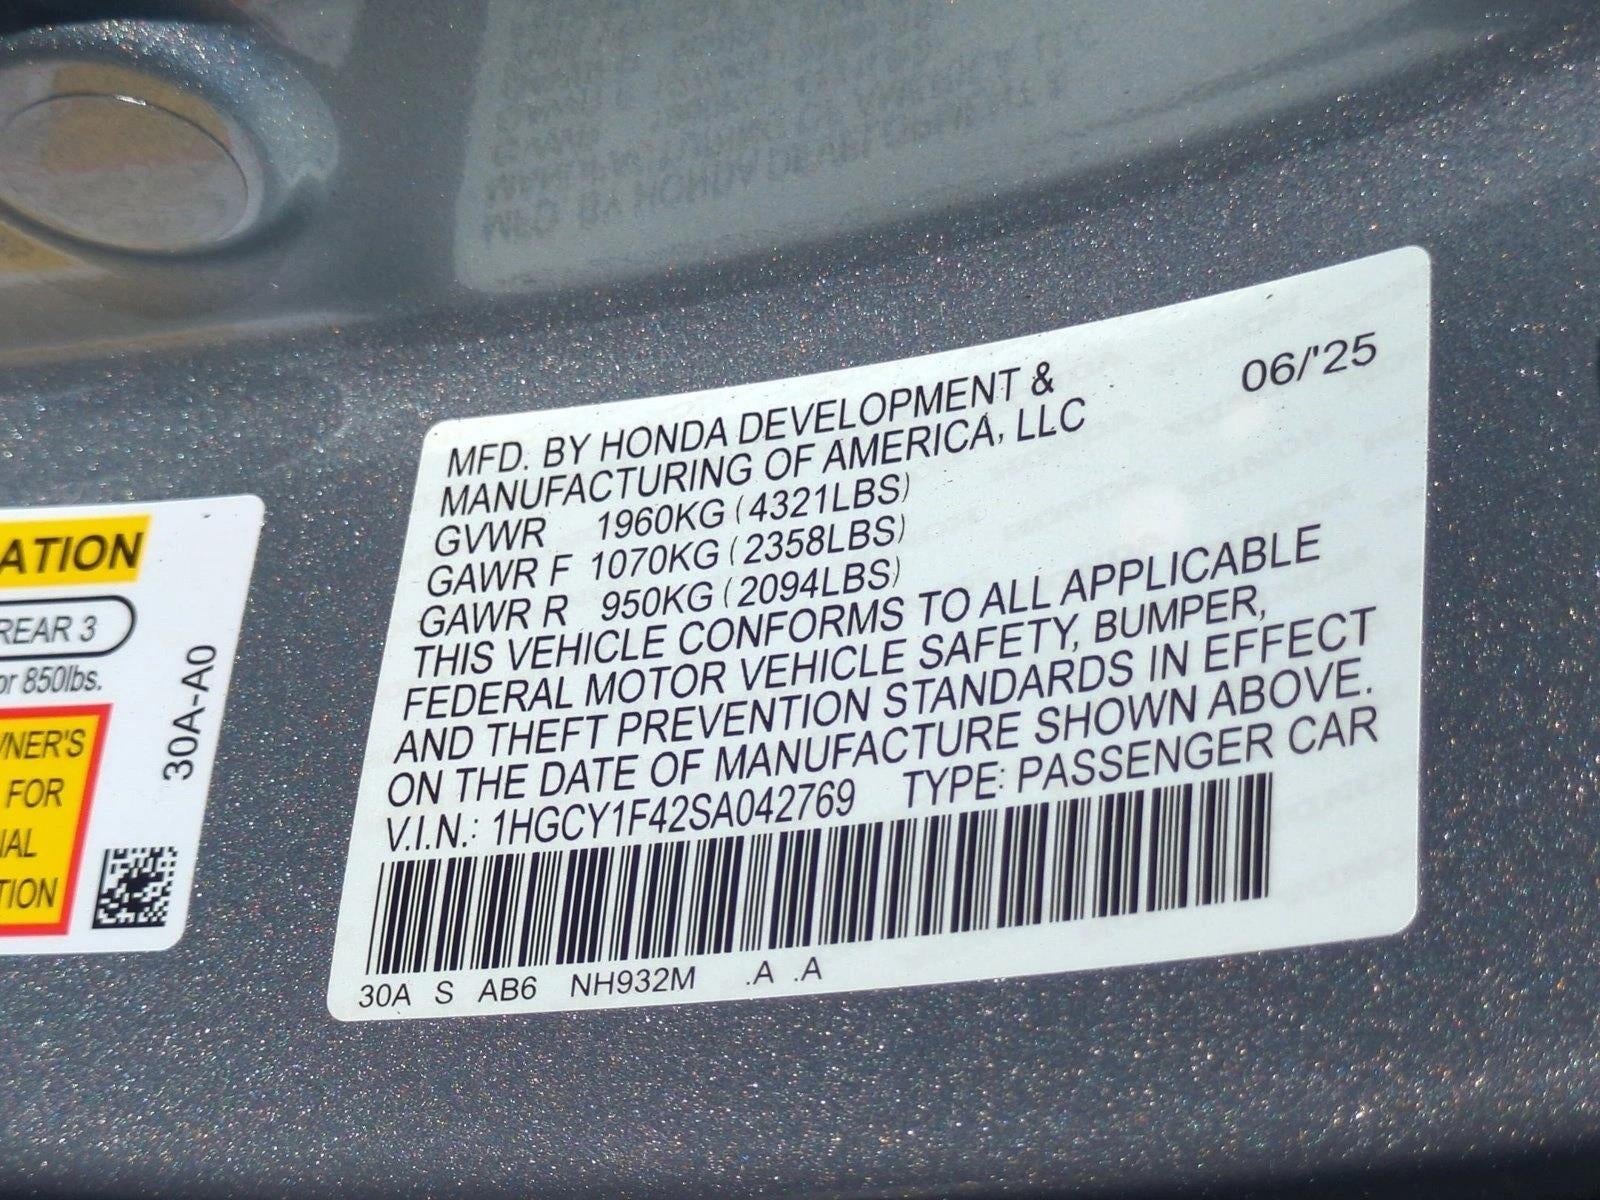 MFD. BY HONDA DEVELOPMENT &
MANUFACTURING OF AMERICA, LLC
06/'25
GVWR 1960KG (4321LBS)
GAWR F 1070KG (2358LBS)
GAWR R 950KG (2094LBS)
THIS VEHICLE CONFORMS TO ALL APPLICABLE
FEDERAL MOTOR VEHICLE SAFETY, BUMPER,
AND THEFT PREVENTION STANDARDS IN EFFECT
ON THE DATE OF MANUFACTURE SHOWN ABOVE.
V.I.N.: 1HGCY1F42SA042769 TYPE: PASSENGER CAR
30A S AB6 NH932M .A .A
ATION
REAR 3
or 850lbs.
NER'S
FOR
NAL
TION
30A-A0